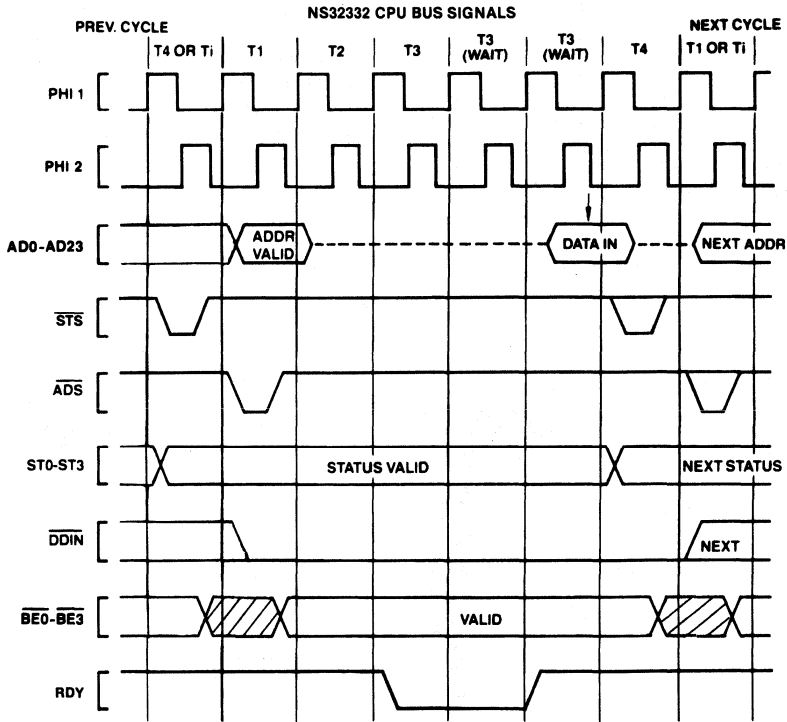 NS32332 CPU BUS SIGNALS
PREV. CYCLE
NEXT CYCLE
T4 OR Ti
T1
T2
T3
T3
(WAIT)
T3
(WAIT)
T4
T1 OR Ti
PHI 1
PHI 2
AD0-AD23
ADDR
VALID
DATA IN
NEXT ADDR
STS
ADS
ST0-ST3
STATUS VALID
NEXT STATUS
DDIN
NEXT
BE0-BE3
VALID
RDY